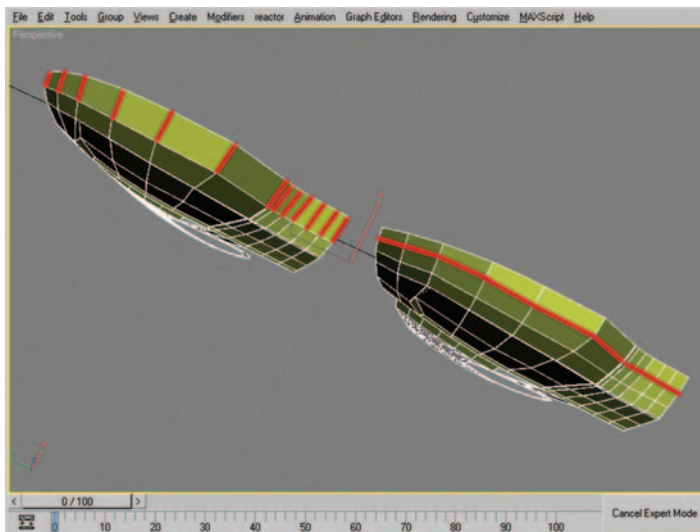 File Edit Tools Group Views Create Modifiers reactor Animation Graph Editors Rendering Customize MAXScript Help
Perspective
< 0 / 100 >
0 10 20 30 40 50 60 70 80 90 100
Cancel Expert Mode